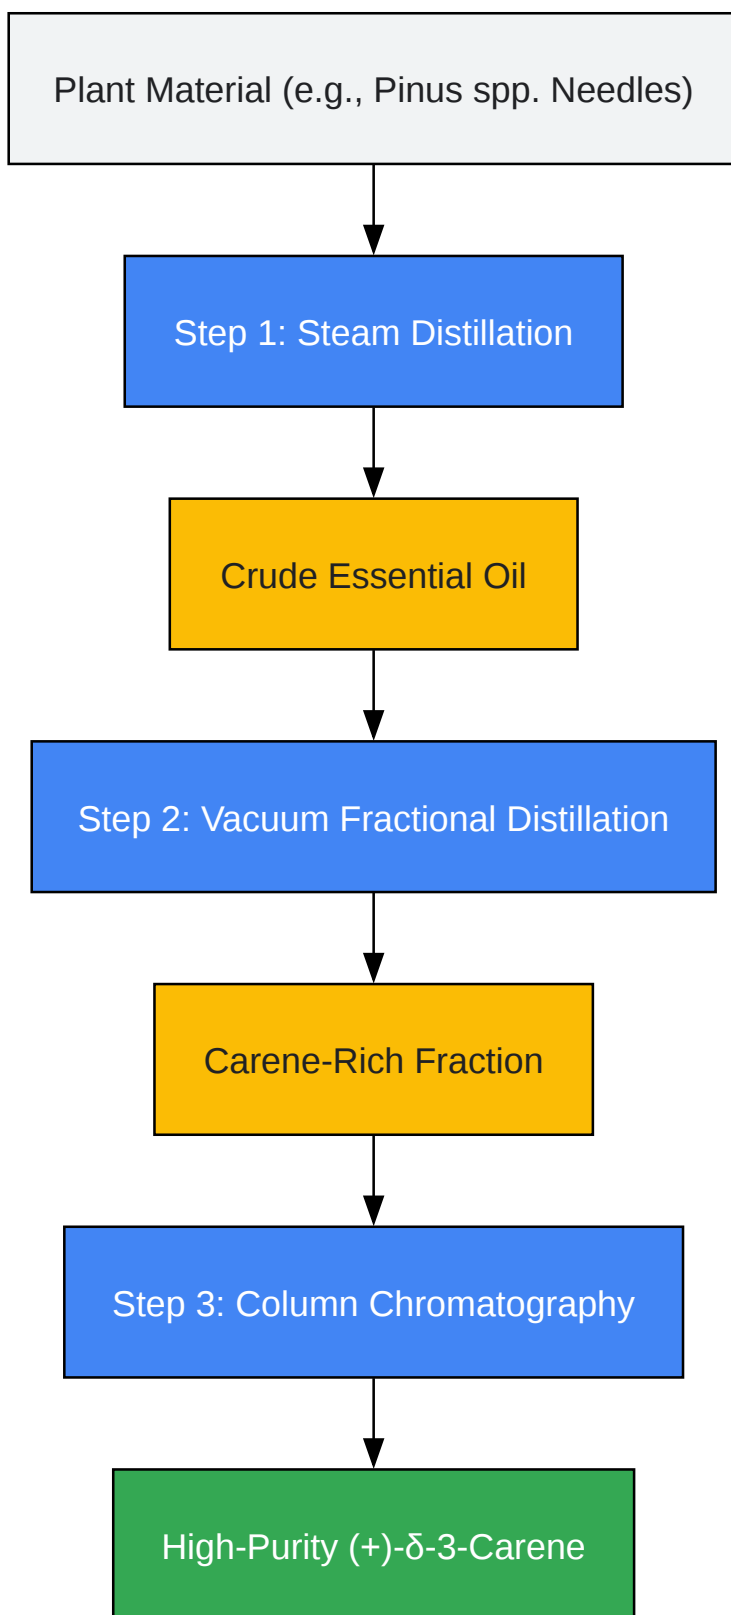 Plant Material (e.g., Pinus spp. Needles)
Step 1: Steam Distillation
Crude Essential Oil
Step 2: Vacuum Fractional Distillation
Carene-Rich Fraction
Step 3: Column Chromatography
High-Purity (+)-δ-3-Carene